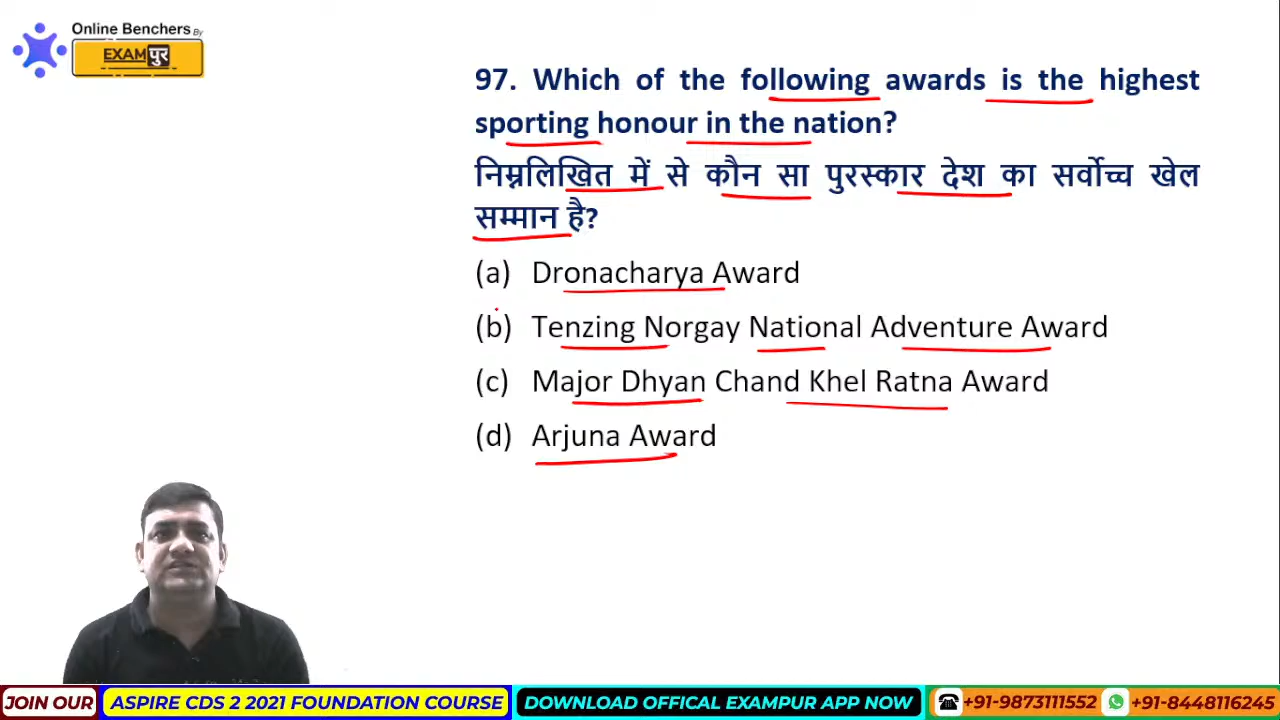 Online Benchers By
EXAMपुर
97. Which of the following awards is the highest
sporting honour in the nation?
निम्नलिखित में से कौन सा पुरस्कार देश का सर्वोच्च खेल
सम्मान है?
(a) Dronacharya Award
(b) Tenzing Norgay National Adventure Award
(c) Major Dhyan Chand Khel Ratna Award
(d) Arjuna Award
JOIN OUR ASPIRE CDS 2 2021 FOUNDATION COURSE DOWNLOAD OFFICAL EXAMPUR APP NOW +91-9873111552 +91-8448116245